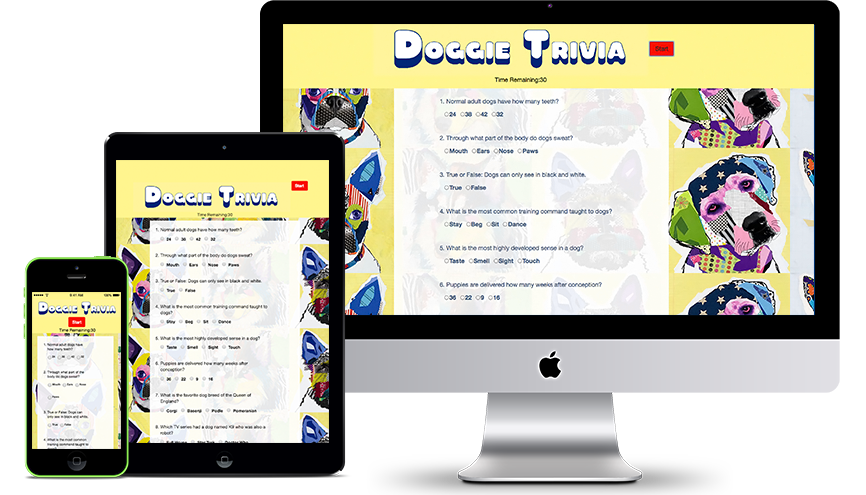 Doggie Trivia
Start
Time Remaining:30
1. Normal adult dogs have how many teeth?
24 38 42 32
2. Through what part of the body do dogs sweat?
Mouth Ears Nose Paws
3. True or False: Dogs can only see in black and white.
True False
4. What is the most common training command taught to dogs?
Stay Beg Sit Dance
5. What is the most highly developed sense in a dog?
Taste Smell Sight Touch
6. Puppies are delivered how many weeks after conception?
36 22 9 16
Start
Doggie Trivia
Time Remaining:30
1. Normal adult dogs have how many teeth?
24 38 42 32
2. Through what part of the body do dogs sweat?
Mouth Ears Nose Paws
3. True or False: Dogs can only see in black and white.
True False
4. What is the most common training command taught to
dogs?
Stay Beg Sit Dance
5. What is the most highly developed sense in a dog?
Taste Smell Sight Touch
6. Puppies are delivered how many weeks after
conception?
36 22 9 16
7. What is the favorite dog breed of the Queen of
England?
Corgi Basenji Poodle Pomeranian
8. Which TV series had a dog named K9 who was also a
robot?
Full House Star Trek Doctor Who
9:41 AM
Doggie Trivia
Start
Time Remaining:30
1. Normal adult dogs have
how many teeth?
2. Through what part of the
body do dogs sweat?
Mouth Ears Nose
Paws
3. True or False: Dogs can
only see in black and white.
True False
4. What is the most common
training command taught to